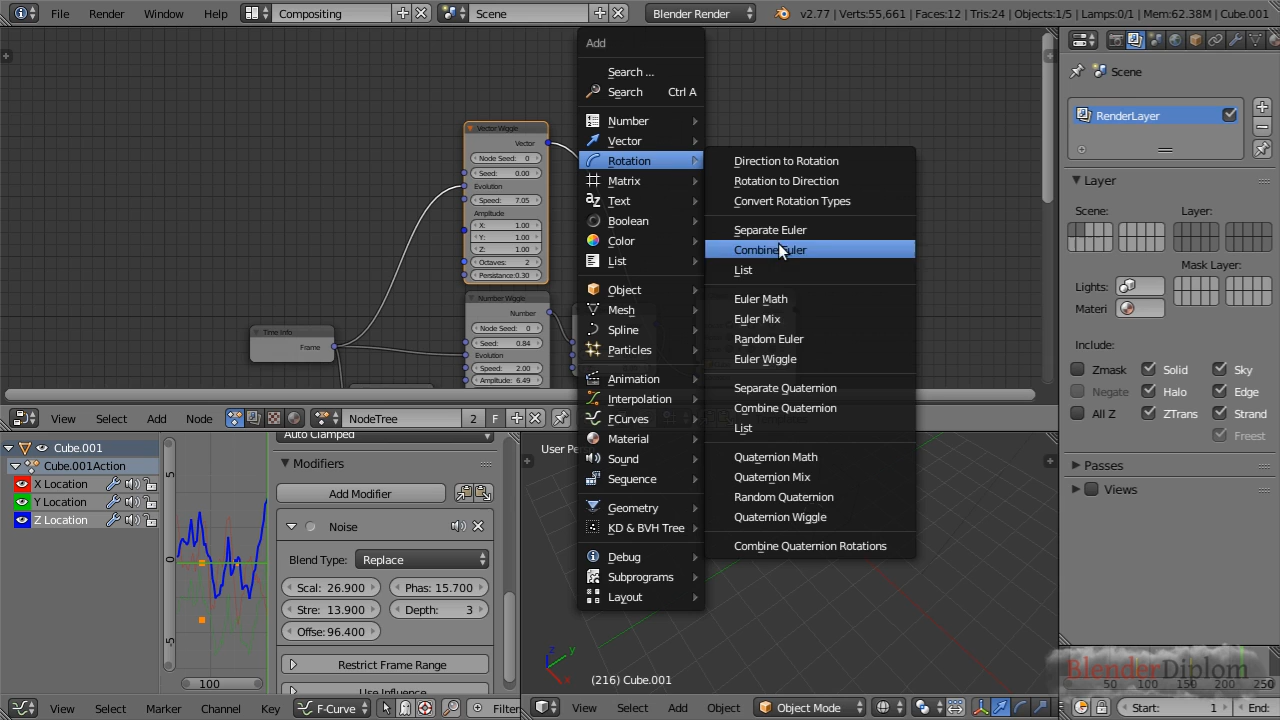 File Render Window Help Compositing Scene Blender Render v2.77 | Verts:55,661 | Faces:12 | Tris:24 | Objects:1/5 | Lamps:0/1 | Mem:62.38M | Cube.001
Add
Search ...
Search Ctrl A
Number
Vector
Rotation
Matrix
Text
Boolean
Color
List
Object
Mesh
Spline
Particles
Animation
Interpolation
FCurves
Material
Sound
Sequence
Geometry
KD & BVH Tree
Debug
Subprograms
Layout
Direction to Rotation
Rotation to Direction
Convert Rotation Types
Separate Euler
Combine Euler
List
Euler Math
Euler Mix
Random Euler
Euler Wiggle
Separate Quaternion
Combine Quaternion
List
Quaternion Math
Quaternion Mix
Random Quaternion
Quaternion Wiggle
Combine Quaternion Rotations
Vector Wiggle
Vector
Node Seed: 0
Seed: 0.00
Evolution
Speed: 7.05
Amplitude
X: 1.00
Y: 1.00
Z: 1.00
Octaves: 2
Persistance:0.30
Number Wiggle
Number
Node Seed: 0
Seed: 0.84
Evolution
Speed: 2.00
Amplitude: 6.49
Time Info
Frame
View Select Add Node NodeTree 2 F
Cube.001
Cube.001Action
X Location
Y Location
Z Location
5
0
-5
100
Auto Clamped
Modifiers
Add Modifier
Noise
Blend Type: Replace
Scal: 26.900 Phas: 15.700
Stre: 13.900 Depth: 3
Offse: 96.400
Restrict Frame Range
Use Influence
View Select Marker Channel Key F-Curve Filter
User Pe
z y x
(216) Cube.001
View Select Add Object Object Mode
Scene
RenderLayer
Layer
Scene: Layer:
Mask Layer:
Lights:
Materi
Include:
Zmask Solid Sky
Negate Halo Edge
All Z ZTrans Strand
Freest
Passes
Views
BlenderDiplom
50 100 150 200 250
Start: 1 End: